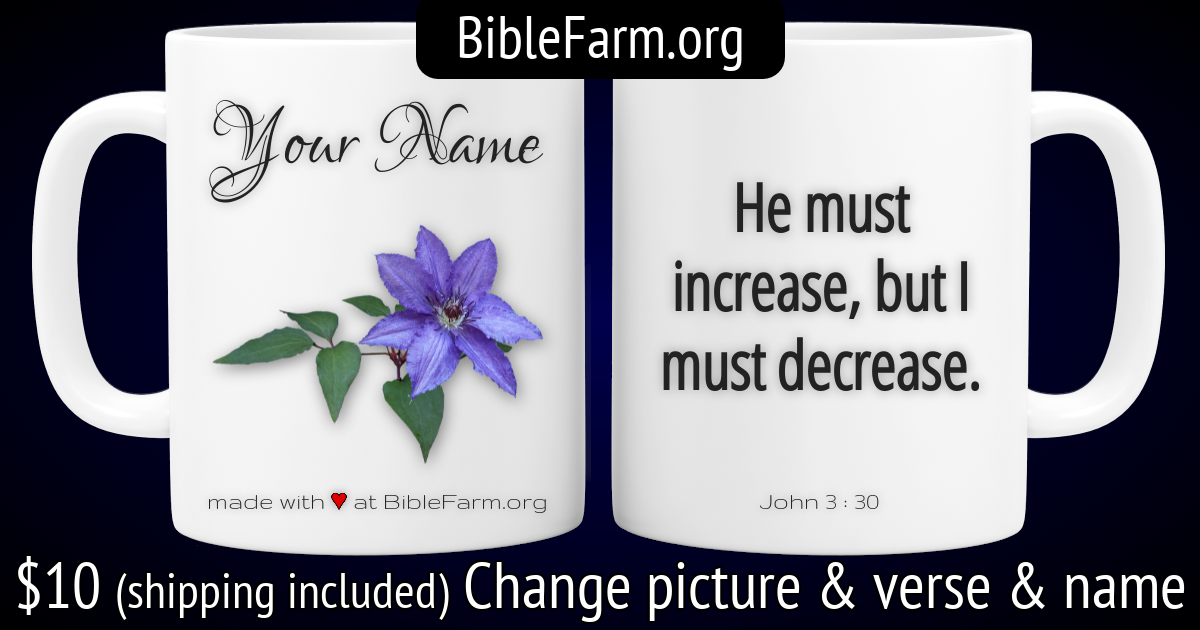 BibleFarm.org
Your Name
made with ♥ at BibleFarm.org
He must
increase, but I
must decrease.
John 3 : 30
$10 (shipping included) Change picture & verse & name